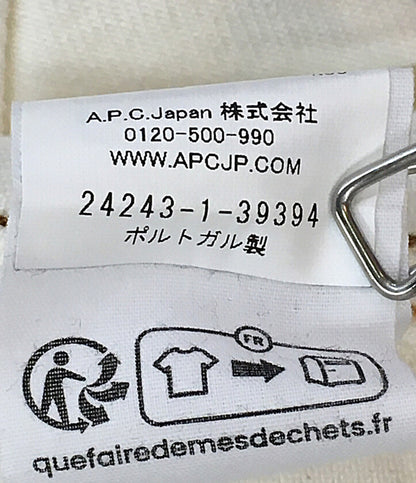 A.P.C.Japan 株式会社
0120-500-990
WWW.APCJP.COM
24243-1-39394
ポルトガル製
FR
quefairedemesdechets.fr